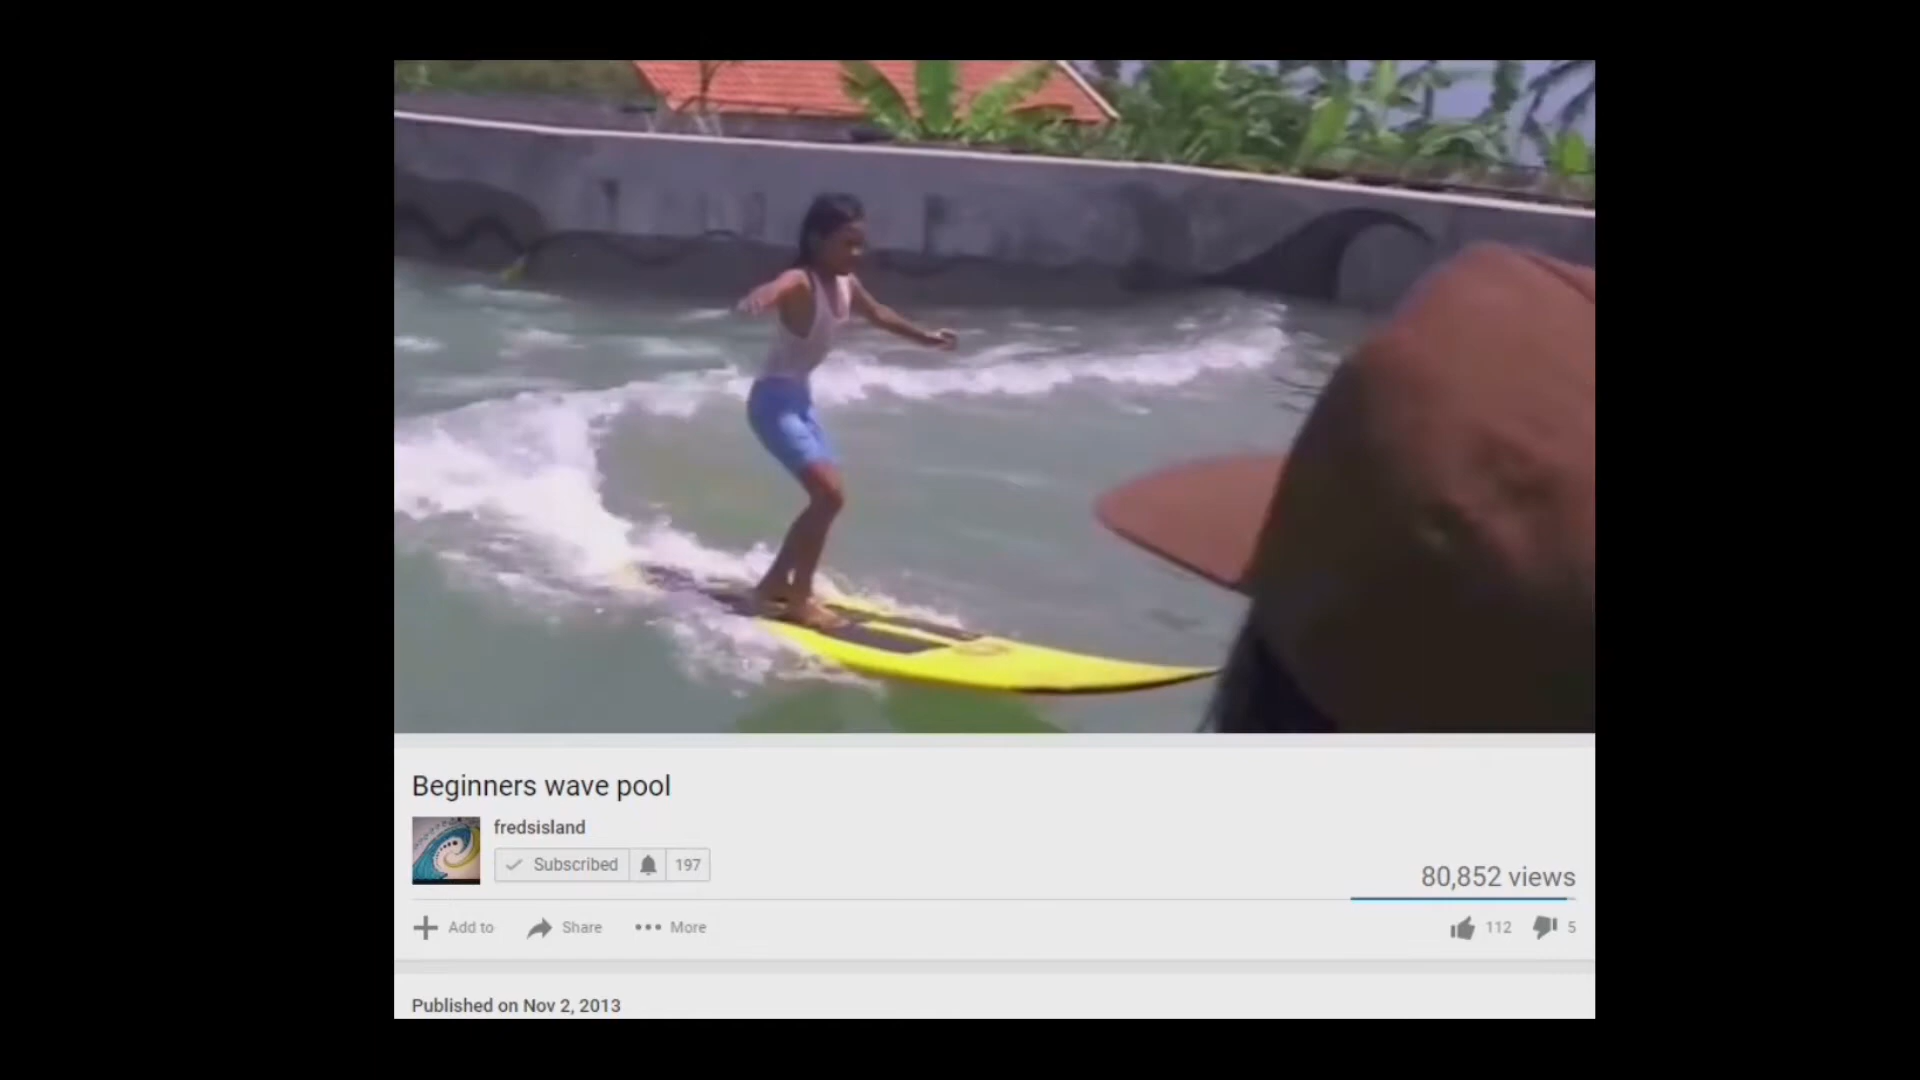 Beginners wave pool
fredsisland
Subscribed 197
80,852 views
Add to Share More 112 5
Published on Nov 2, 2013